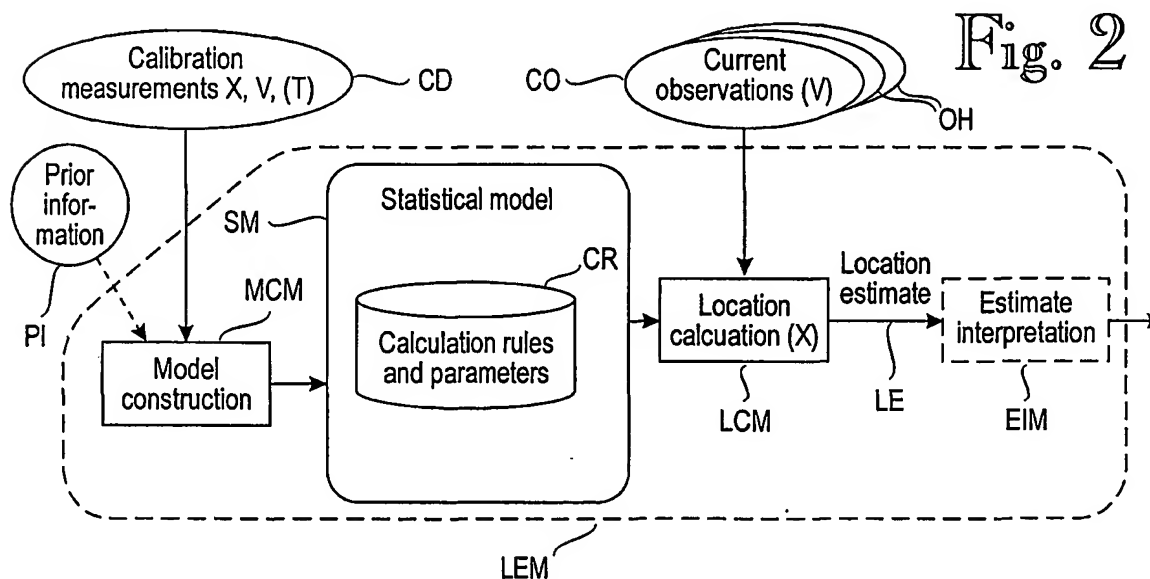 Fig. 2
Calibration
measurements X, V, (T)
CD
CO
Current
observations (V)
OH
Prior
infor-
mation
PI
SM
Statistical model
CR
Calculation rules
and parameters
MCM
Model
construction
Location
calcuation (X)
LCM
Location
estimate
LE
Estimate
interpretation
EIM
LEM